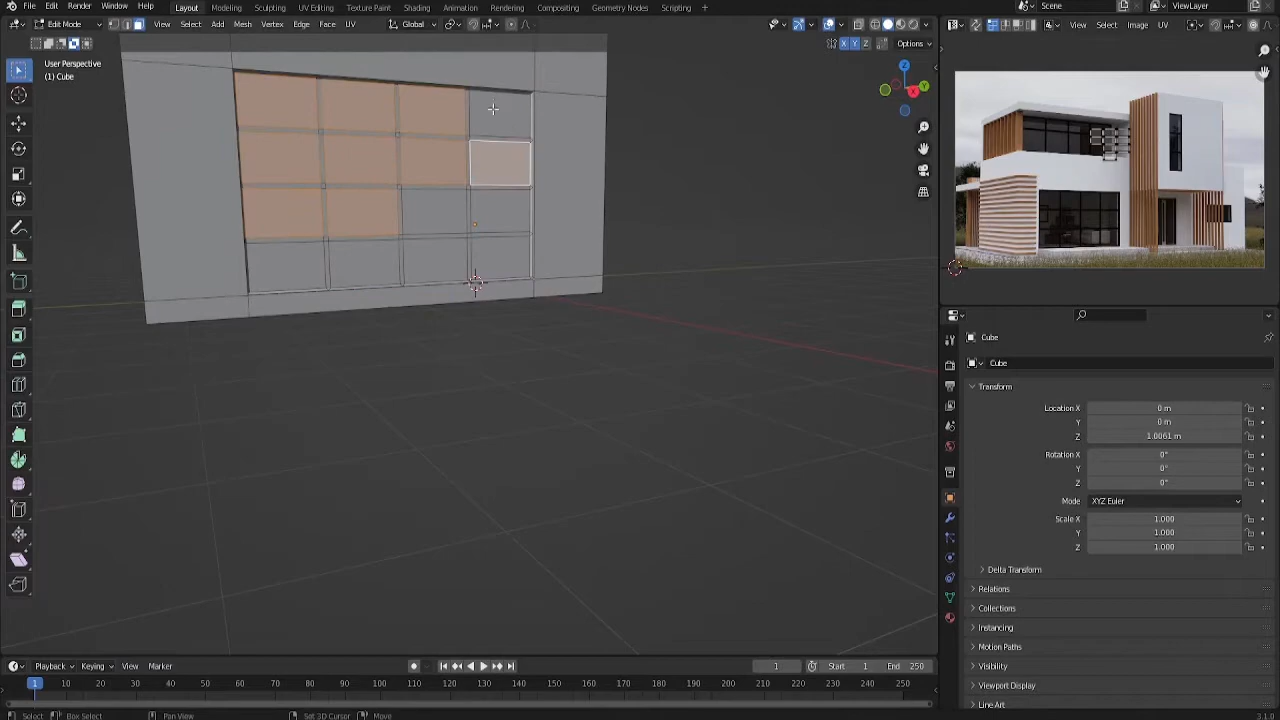 File Edit Render Window Help Layout Modeling Sculpting UV Editing Texture Paint Shading Animation Rendering Compositing Geometry Nodes Scripting + Scene ViewLayer
Edit Mode View Select Add Mesh Vertex Edge Face UV Global View Select Image UV
X Y Z Options
User Perspective
(1) Cube
Z
Y
X
Cube
Cube
Transform
Location X 0 m
Y 0 m
Z 1.0061 m
Rotation X 0°
Y 0°
Z 0°
Mode XYZ Euler
Scale X 1.000
Y 1.000
Z 1.000
Delta Transform
Relations
Collections
Instancing
Motion Paths
Visibility
Viewport Display
Line Art
Playback Keying View Marker 1 Start 1 End 250
1 10 20 30 40 50 60 70 80 90 100 110 120 130 140 150 160 170 180 190 200 210 220 230 240 250
Select Box Select Pan View Set 3D Cursor Move 3.1.0